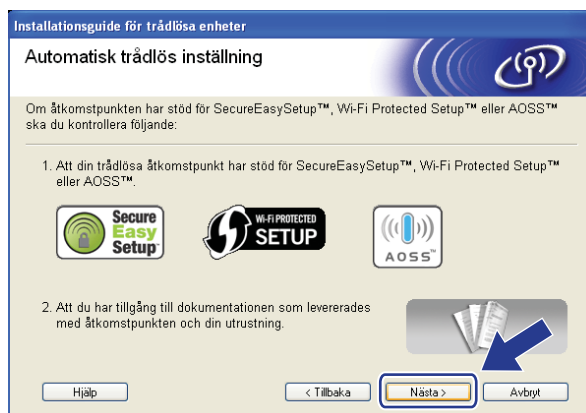 Installationsguide för trådlösa enheter
Automatisk trådlös inställning
Om åtkomstpunkten har stöd för SecureEasySetup™, Wi-Fi Protected Setup™ eller AOSS™
ska du kontrollera följande:
1. Att din trådlösa åtkomstpunkt har stöd för SecureEasySetup™, Wi-Fi Protected Setup™
eller AOSS™.
Secure
Easy
Setup™
WI-FI PROTECTED
SETUP
AOSS™
2. Att du har tillgång till dokumentationen som levererades
med åtkomstpunkten och din utrustning.
Hjälp
< Tillbaka
Nästa >
Avbryt